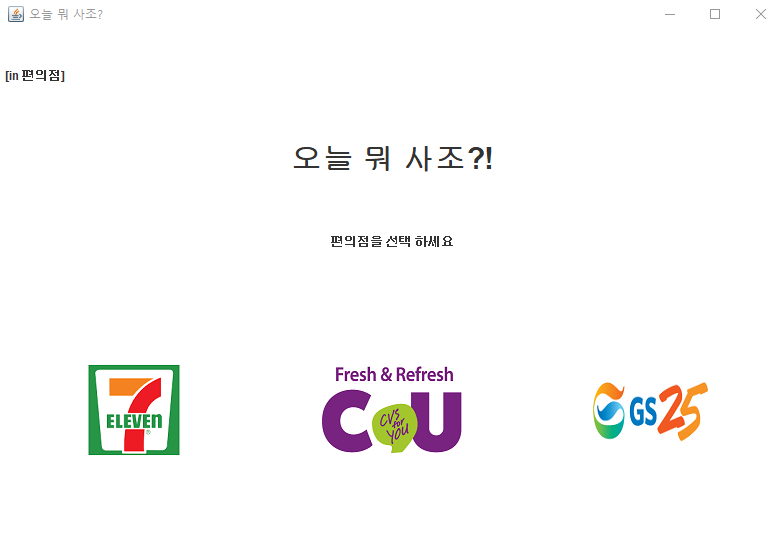 오늘 뭐 사조?
[in 편의점]
오늘 뭐 사조?!
편의점을 선택 하세요
7
ELEVEN
®
Fresh & Refresh
CU
CVS
for
YOU
GS25